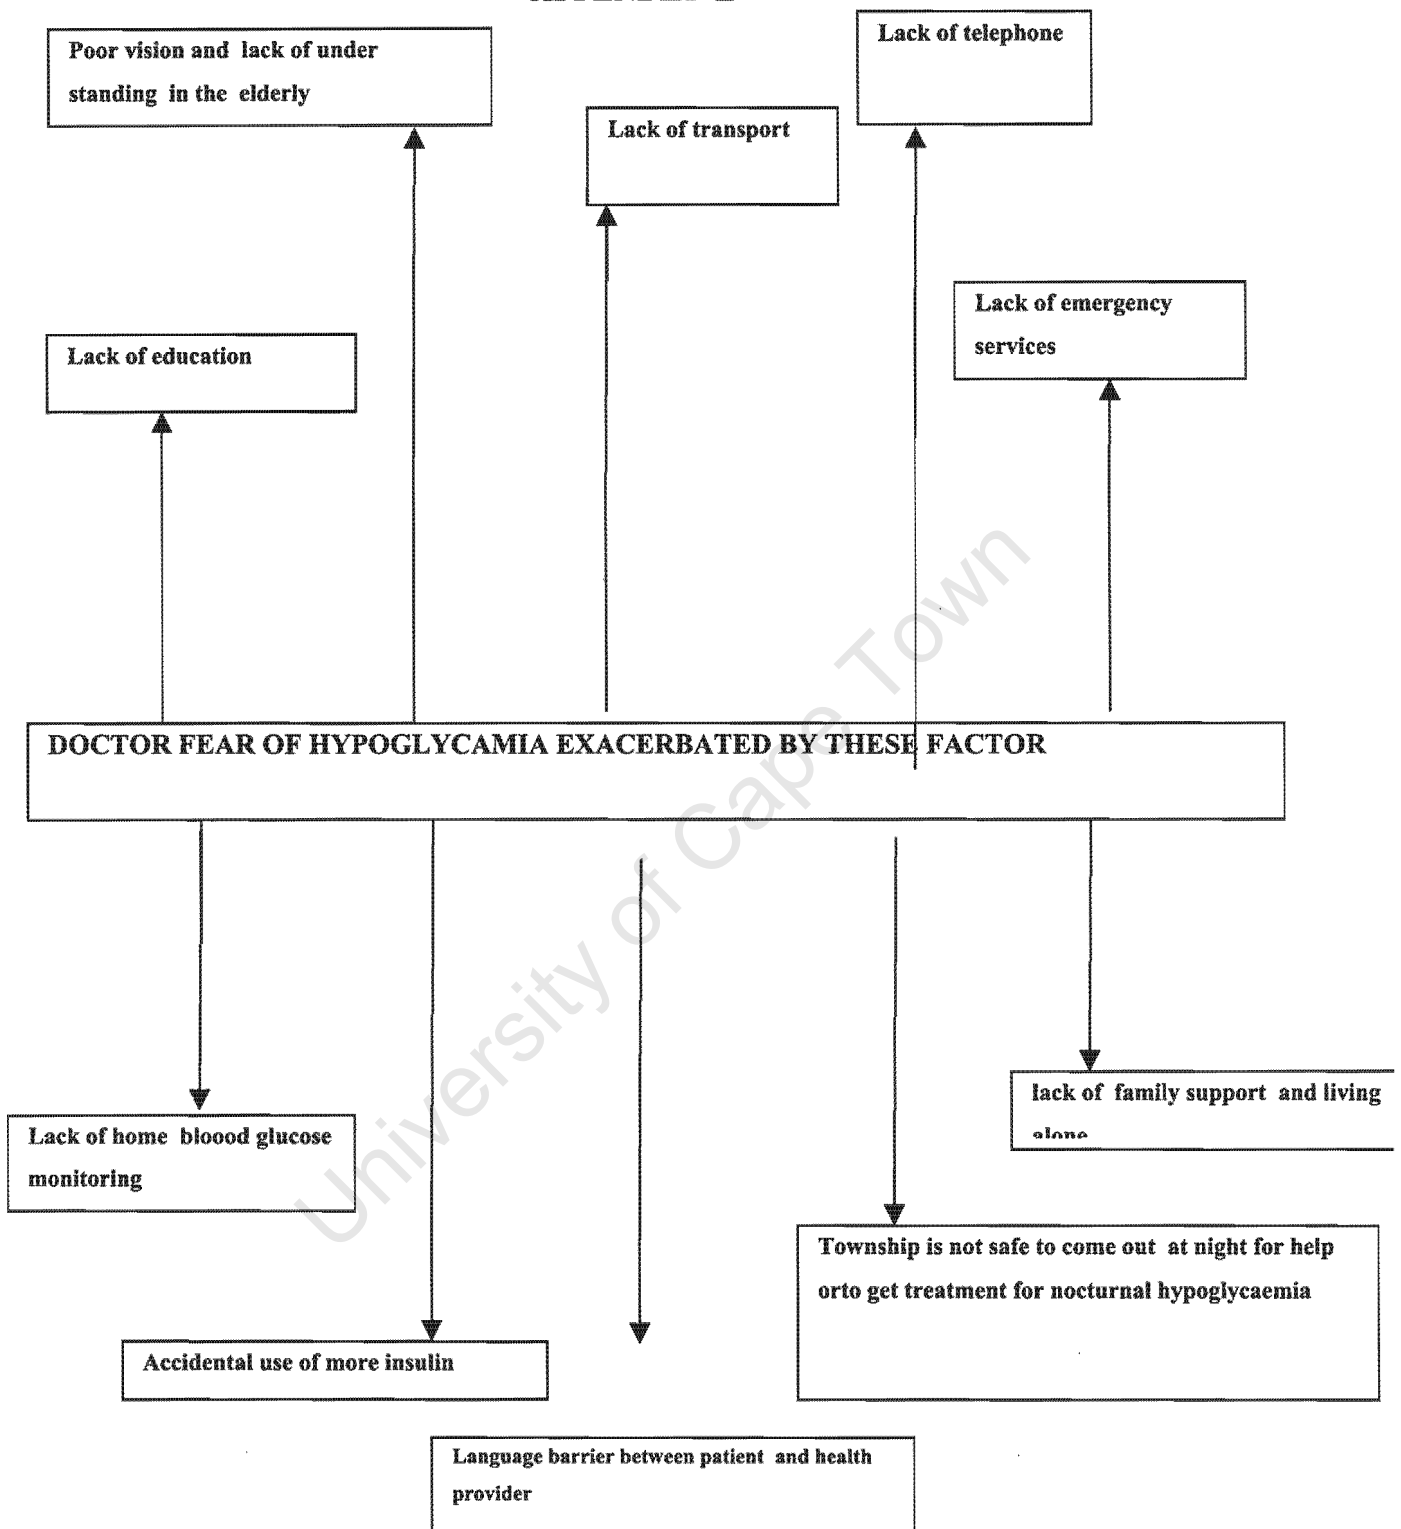 Poor vision and lack of under
standing in the elderly
Lack of telephone
Lack of transport
Lack of emergency
services
Lack of education
DOCTOR FEAR OF HYPOGLYCAMIA EXACERBATED BY THESE FACTOR
lack of family support and living
alone
Lack of home bloood glucose
monitoring
Township is not safe to come out at night for help
orto get treatment for nocturnal hypoglycaemia
Accidental use of more insulin
Language barrier between patient and health
provider
University of Cape Town